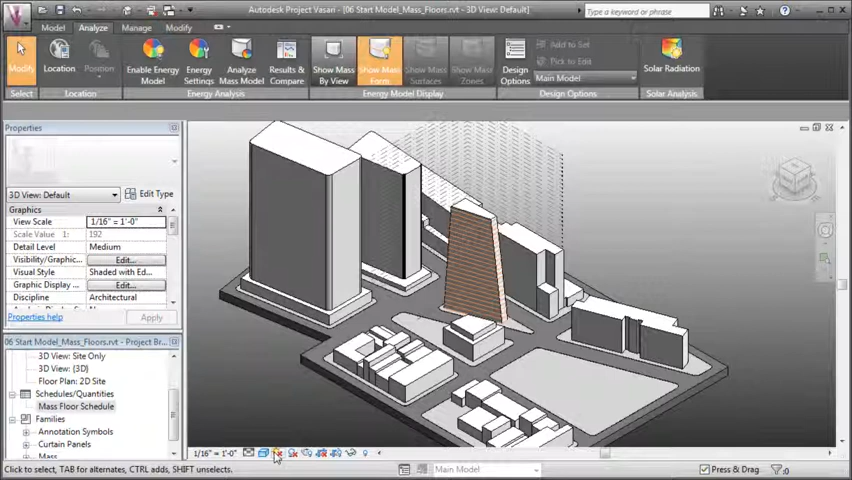 Autodesk Project Vasari - [06 Start Model_Mass_Floors.rvt - 3D View: Default]
Type a keyword or phrase
Model Analyze Manage Modify
Modify Location Position Enable Energy Model Energy Settings Analyze Mass Model Results & Compare Show Mass By View Show Mass Form Show Mass Surfaces Show Mass Zones Design Options Add to Set Pick to Edit Main Model Solar Radiation
Select Location Energy Analysis Energy Model Display Design Options Solar Analysis
Properties
3D View: Default Edit Type
Graphics
View Scale 1/16" = 1'-0"
Scale Value 1: 192
Detail Level Medium
Visibility/Graphic... Edit...
Visual Style Shaded with Ed...
Graphic Display ... Edit...
Discipline Architectural
Properties help Apply
06 Start Model_Mass_Floors.rvt - Project Br...
3D View: Site Only
3D View: {3D}
Floor Plan: 2D Site
Schedules/Quantities
Mass Floor Schedule
Families
Annotation Symbols
Curtain Panels
Mass
1/16" = 1'-0"
Click to select, TAB for alternates, CTRL adds, SHIFT unselects. Main Model Press & Drag :0